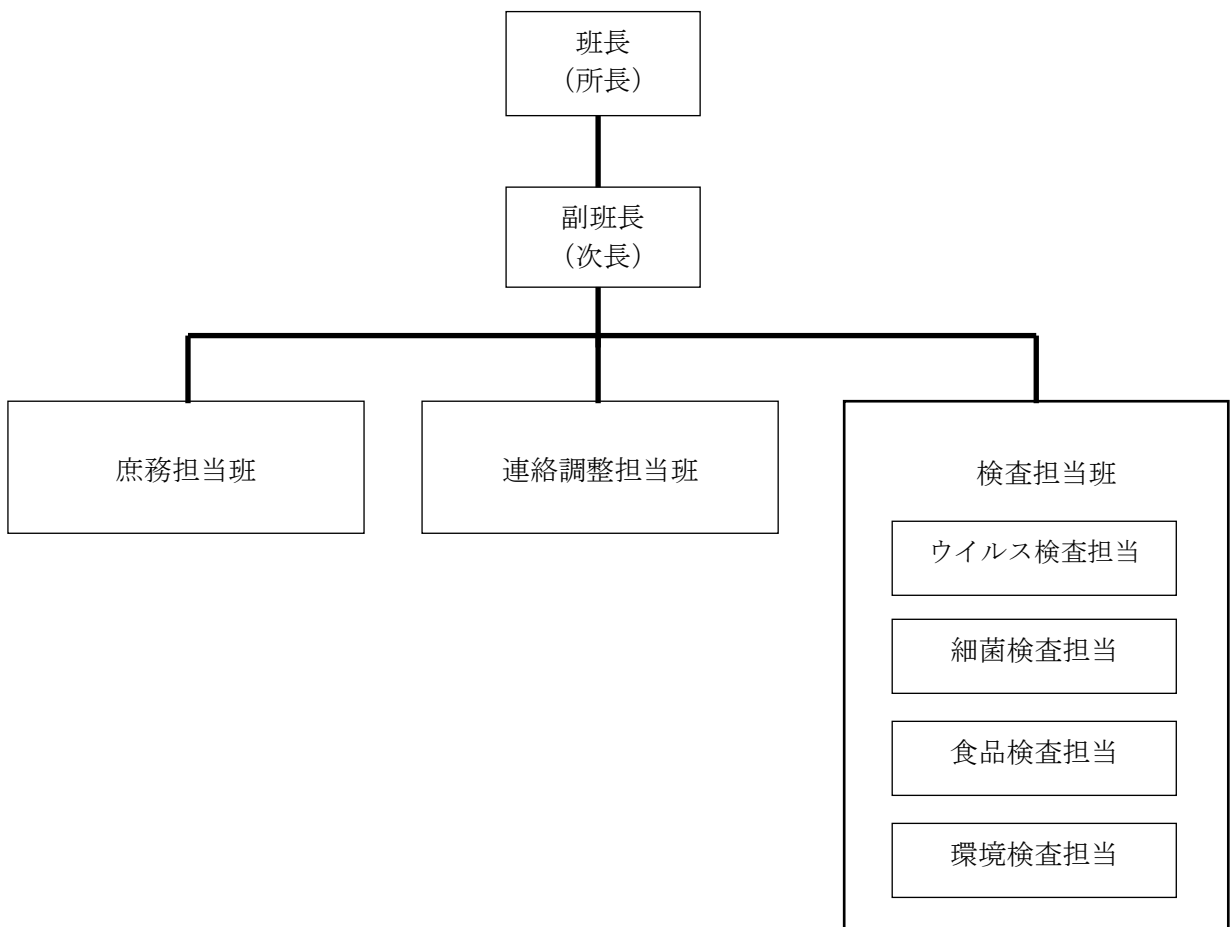 班長
（所長）
副班長
（次長）
庶務担当班
連絡調整担当班
検査担当班
ウイルス検査担当
細菌検査担当
食品検査担当
環境検査担当